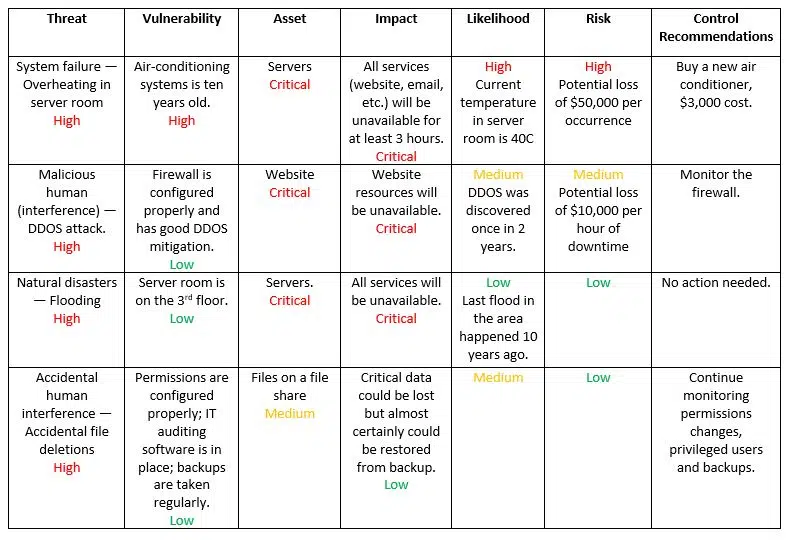 Threat
Vulnerability
Asset
Impact
Likelihood
Risk
Control
Recommendations
System failure —
Overheating in
server room
High
Air-conditioning
systems is ten
years old.
High
Servers
Critical
All services
(website, email,
etc.) will be
unavailable for
at least 3 hours.
Critical
High
Current
temperature
in server
room is 40C
High
Potential loss
of $50,000 per
occurrence
Buy a new air
conditioner,
$3,000 cost.
Malicious
human
(interference) —
DDOS attack.
High
Firewall is
configured
properly and
has good DDOS
mitigation.
Low
Website
Critical
Website
resources will
be unavailable.
Critical
Medium
DDOS was
discovered
once in 2
years.
Medium
Potential loss
of $10,000 per
hour of
downtime
Monitor the
firewall.
Natural disasters
— Flooding
High
Server room is
on the 3rd floor.
Low
Servers.
Critical
All services will
be unavailable.
Critical
Low
Last flood in
the area
happened 10
years ago.
Low
No action needed.
Accidental
human
interference —
Accidental file
deletions
High
Permissions are
configured
properly; IT
auditing
software is in
place; backups
are taken
regularly.
Low
Files on a file
share
Medium
Critical data
could be lost
but almost
certainly could
be restored
from backup.
Low
Medium
Low
Continue
monitoring
permissions
changes,
privileged users
and backups.